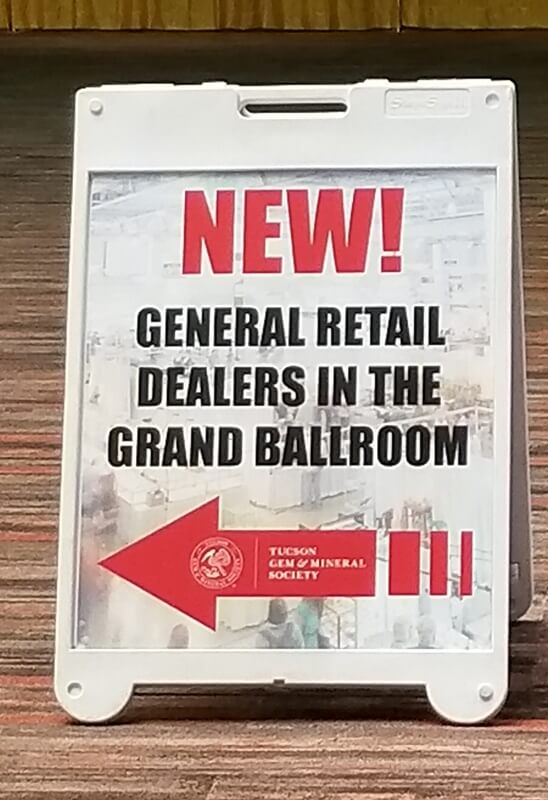 NEW!
GENERAL RETAIL
DEALERS IN THE
GRAND BALLROOM
TUCSON
GEM & MINERAL
SOCIETY